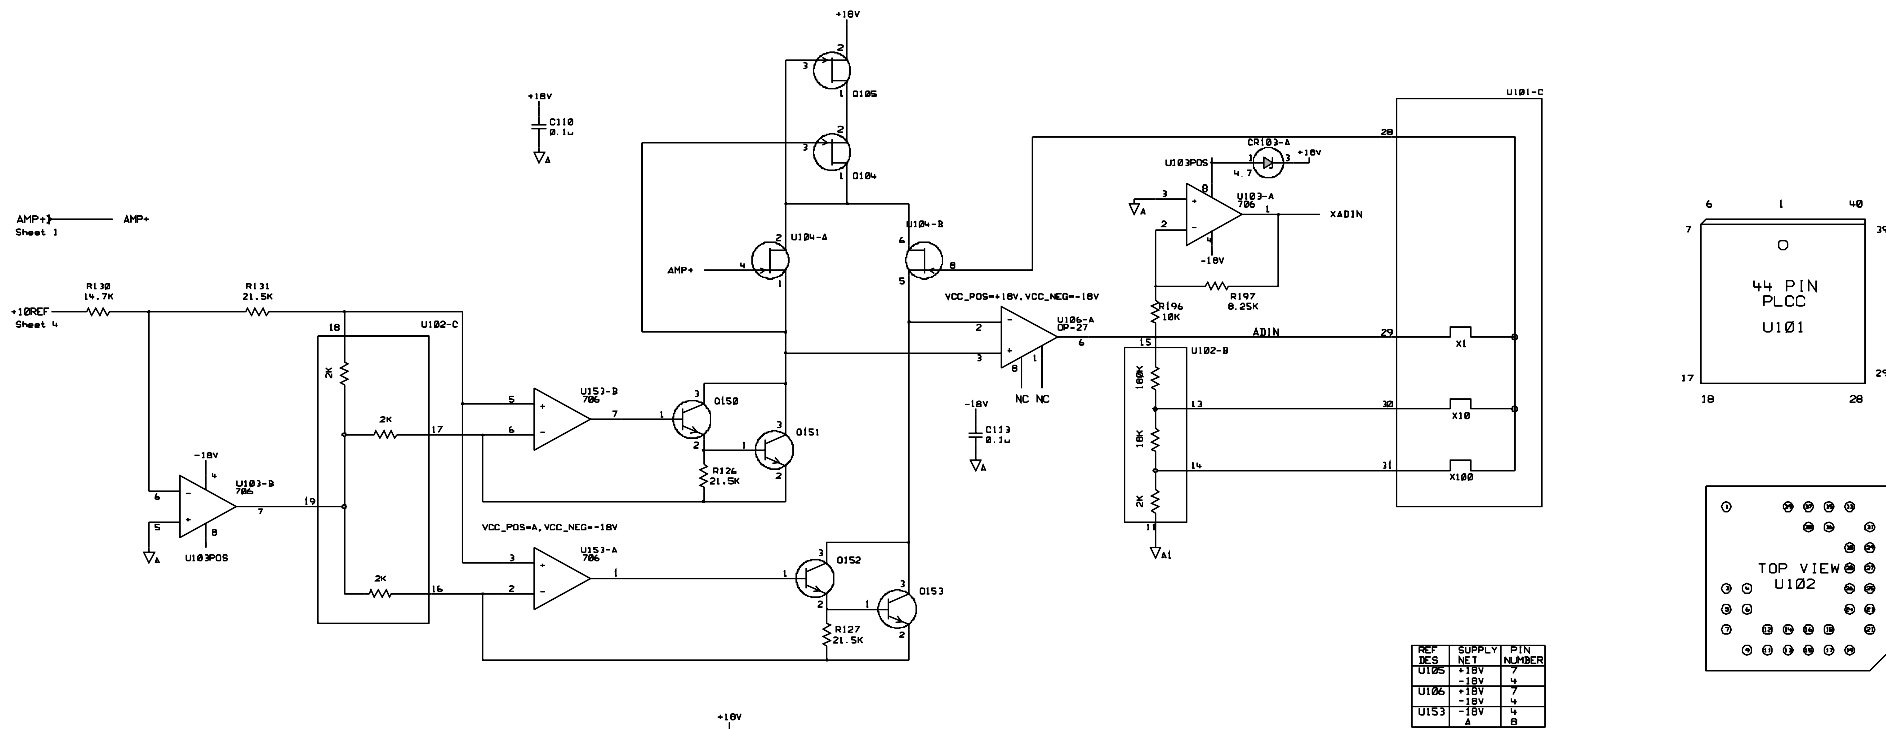 +18V
2
3
1 Q105
+18V
C110
0.1u
A
2
3
1 Q104
28
U101-C
CR103-A
1 3 +18V
4.7
U103POS
8
3
U103-A
706
1
XADIN
A
2
4
-18V
AMP+
Sheet 1
AMP+
2
U104-A
AMP+
4
1
U104-B
6
8
5
R197
8.25K
R196
10K
R130
14.7K
R131
21.5K
+10REF
Sheet 4
18
U102-C
2K
VCC_POS=+18V, VCC_NEG=-18V
2
3
U106-A
OP-27
6
8
1
NC NC
ADIN
29
X1
15
U102-B
180K
13
30
X10
18K
14
31
X100
2K
11
A1
-18V
C113
0.1u
A
5
6
U153-B
706
7
1
3
Q150
2
R126
21.5K
1
3
Q151
2
2K
17
-18V
4
6
5
U103-B
706
7
8
U103POS
A
19
VCC_POS=A, VCC_NEG=-18V
3
2
U153-A
706
1
2K
16
1
3
Q152
2
R127
21.5K
1
3
Q153
2
+18V
6 1 40
7 39
44 PIN
PLCC
U101
17 29
18 28
TOP VIEW
U102
REF DES SUPPLY NET PIN NUMBER
U105 +18V 7
-18V 4
U106 +18V 7
-18V 4
U153 -18V 4
A 8